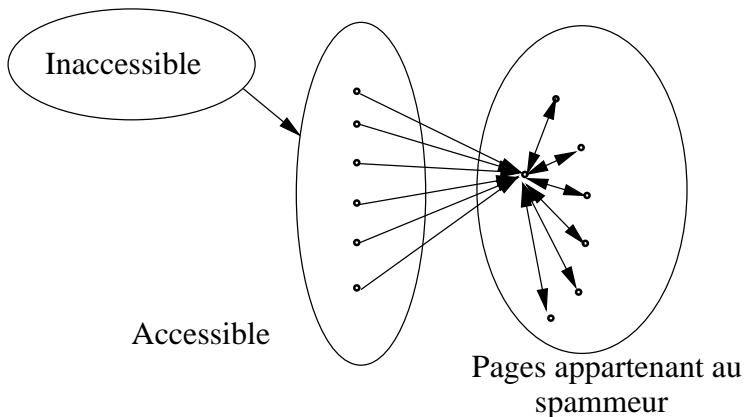 Inaccessible
Accessible
Pages appartenant au
spammeur